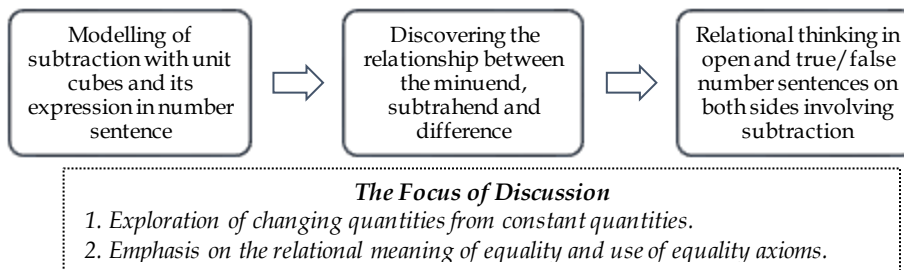 Modelling of
subtraction with unit
cubes and its
expression in number
sentence
Discovering the
relationship between
the minuend,
subtrahend and
difference
Relational thinking in
open and true/false
number sentences on
both sides involving
subtraction
The Focus of Discussion
1. Exploration of changing quantities from constant quantities.
2. Emphasis on the relational meaning of equality and use of equality axioms.